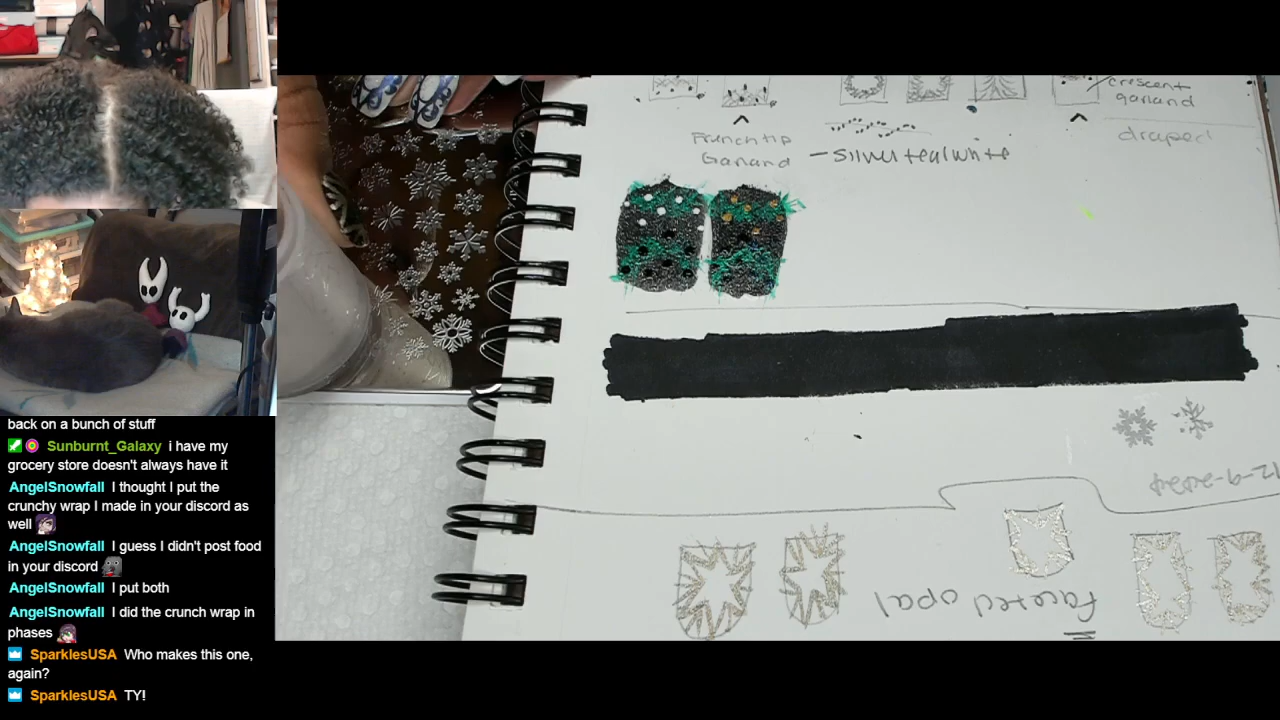 back on a bunch of stuff
Sunburnt_Galaxy i have my
grocery store doesn't always have it
AngelSnowfall I thought I put the
crunchy wrap I made in your discord as
well
AngelSnowfall I guess I didn't post food
in your discord
AngelSnowfall I put both
AngelSnowfall I did the crunch wrap in
phases
SparklesUSA Who makes this one,
again?
SparklesUSA TY!
crescent
garland
draped
Frenchtip
Garland
-silver teal white
faceted opal